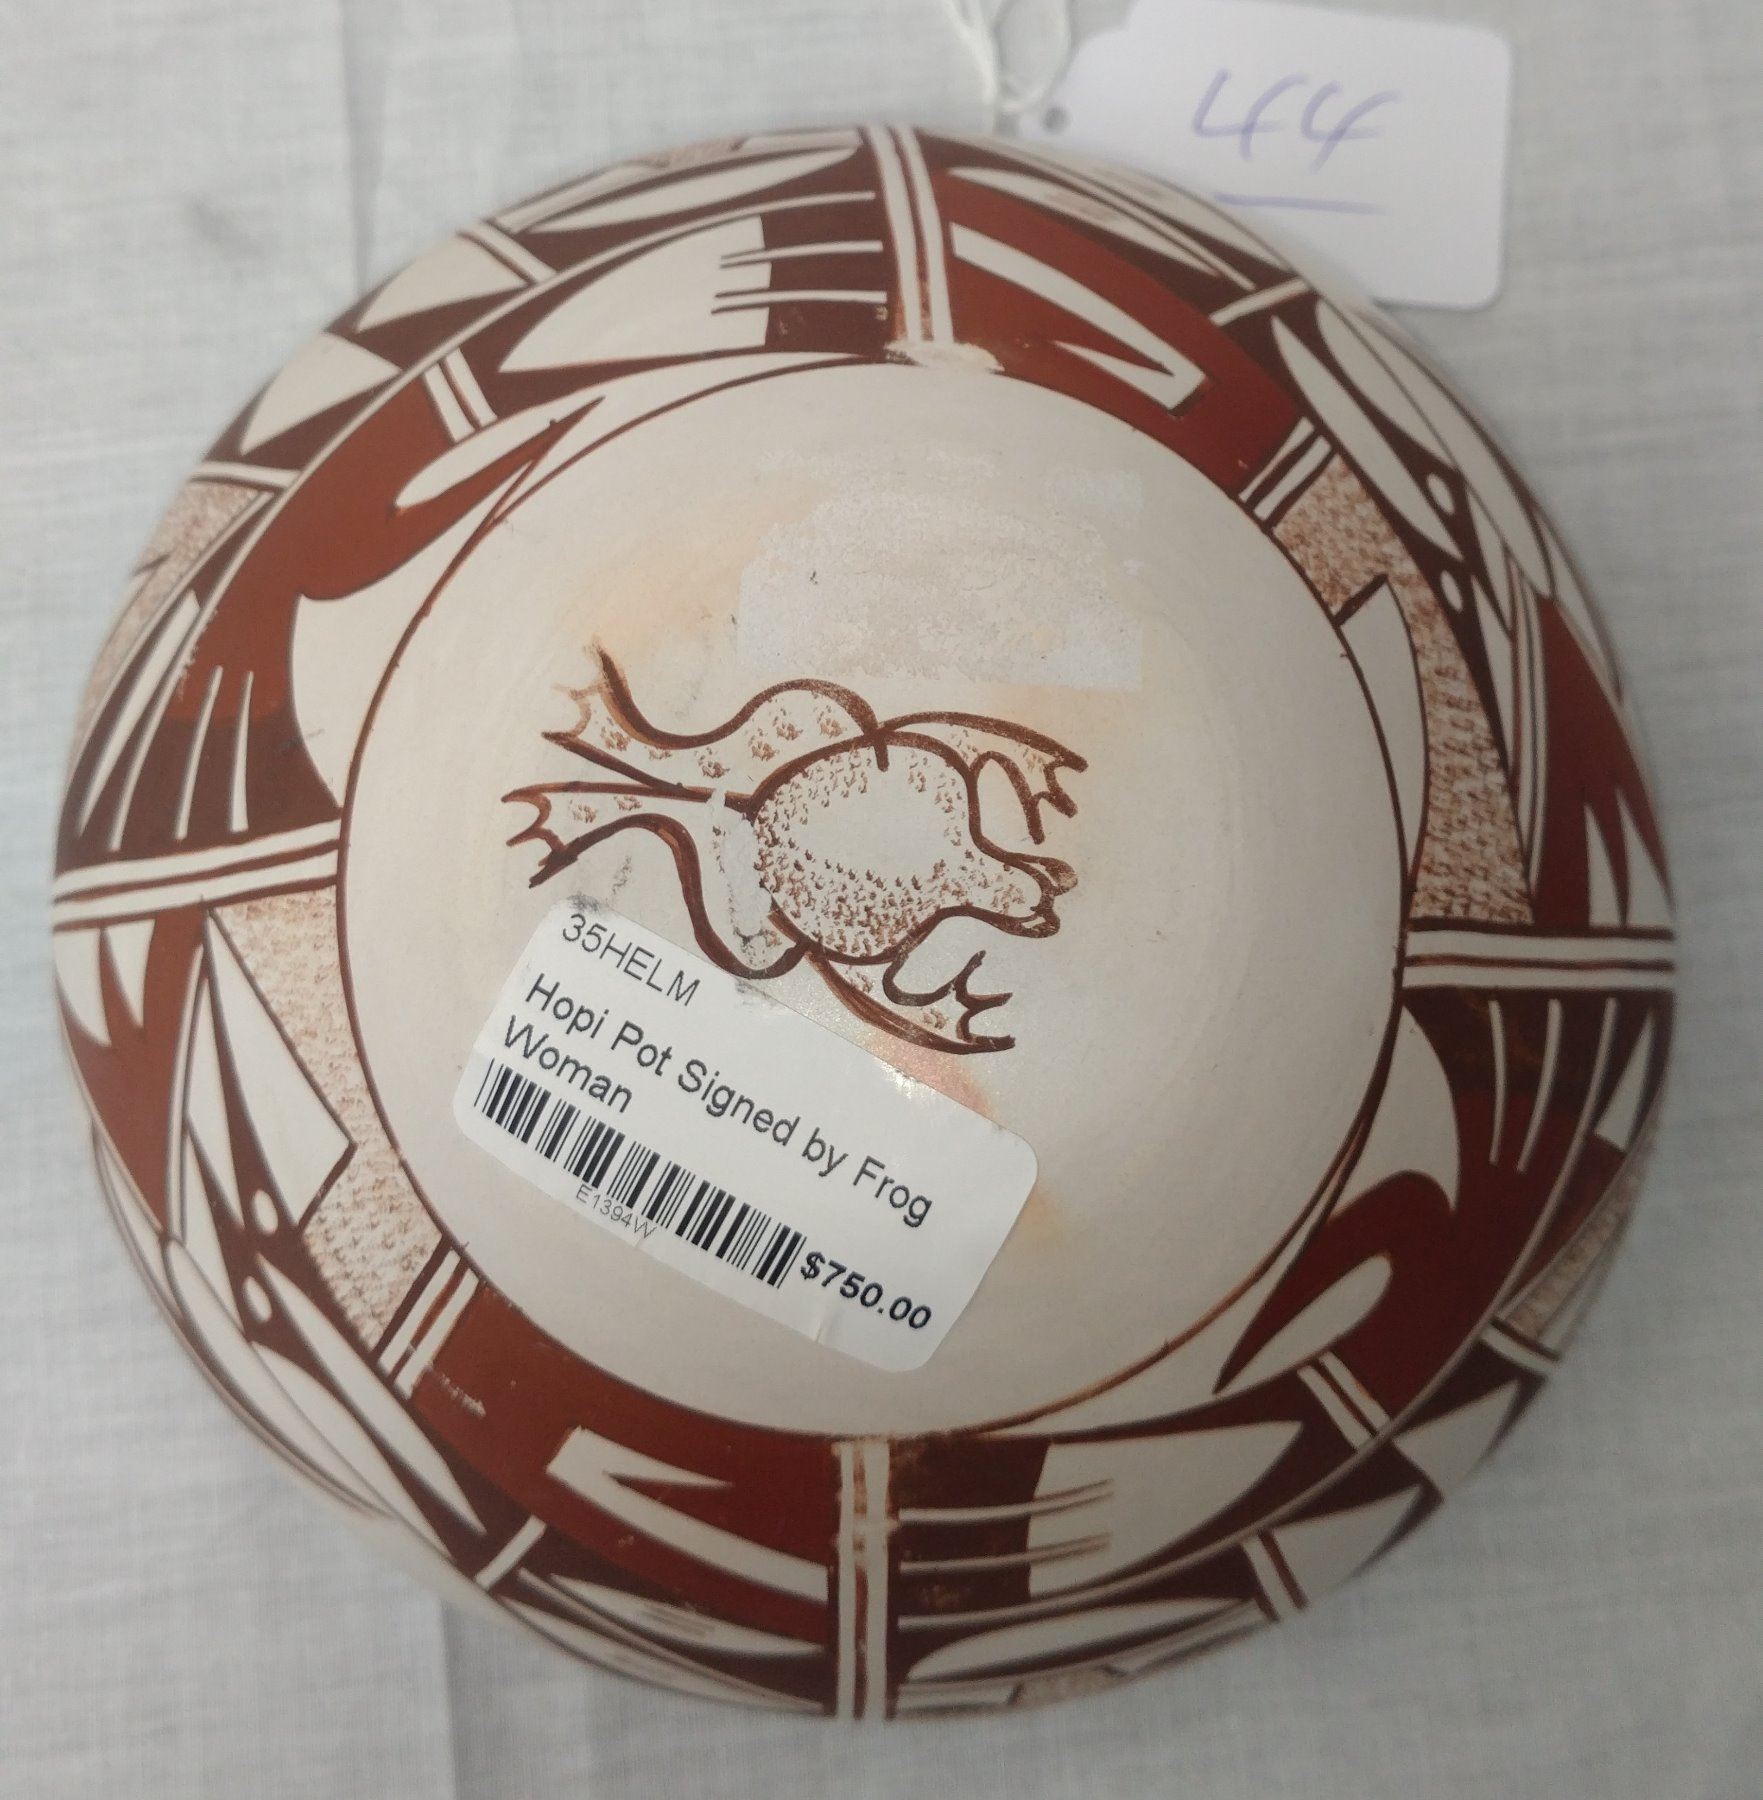 44
35HELM
Hopi Pot Signed by Frog
Woman
E1394W
$750.00